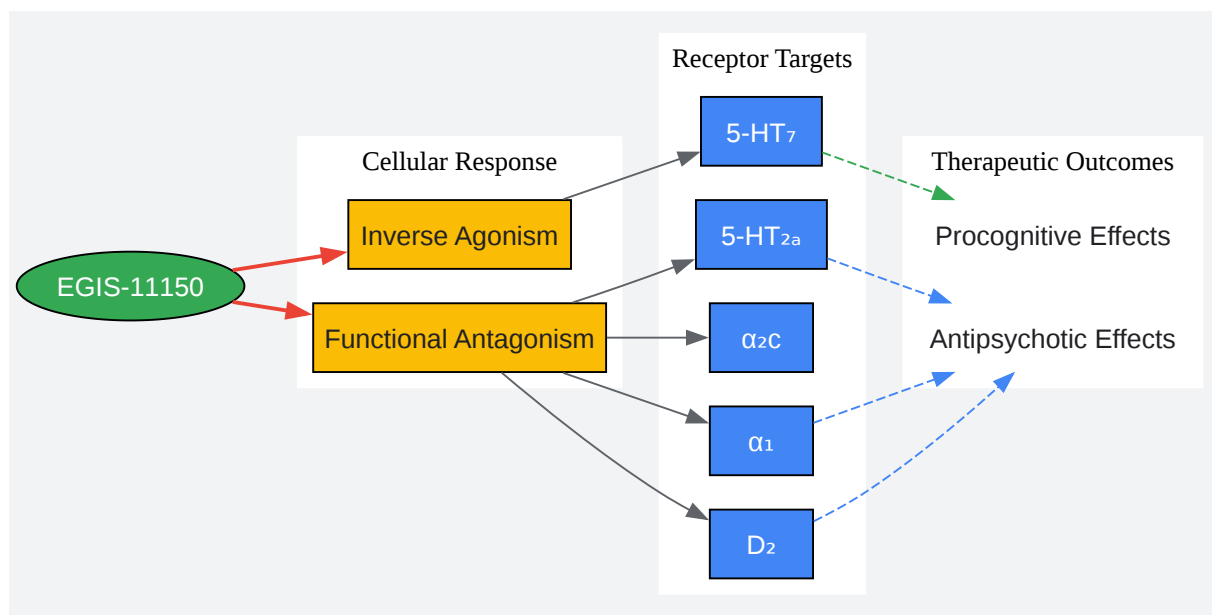 Receptor Targets
5-HT₇
Cellular Response
Therapeutic Outcomes
Inverse Agonism
5-HT₂ₐ
Procognitive Effects
EGIS-11150
Functional Antagonism
α₂c
Antipsychotic Effects
α₁
D₂